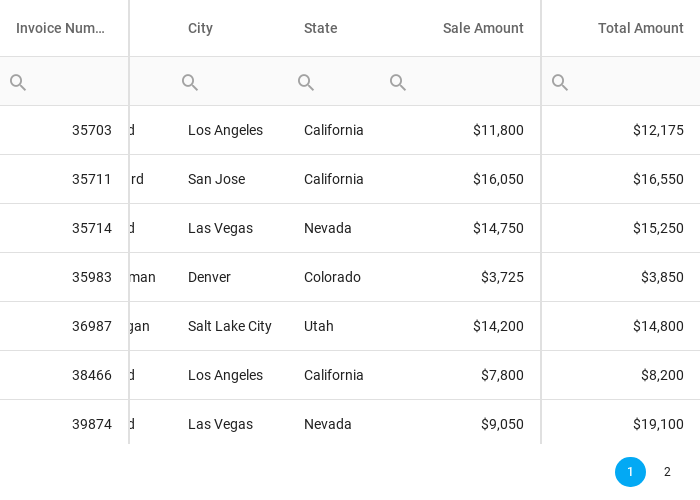 Invoice Num... City State Sale Amount Total Amount
35703 d Los Angeles California $11,800 $12,175
35711 rd San Jose California $16,050 $16,550
35714 d Las Vegas Nevada $14,750 $15,250
35983 man Denver Colorado $3,725 $3,850
36987 gan Salt Lake City Utah $14,200 $14,800
38466 d Los Angeles California $7,800 $8,200
39874 d Las Vegas Nevada $9,050 $19,100
1 2